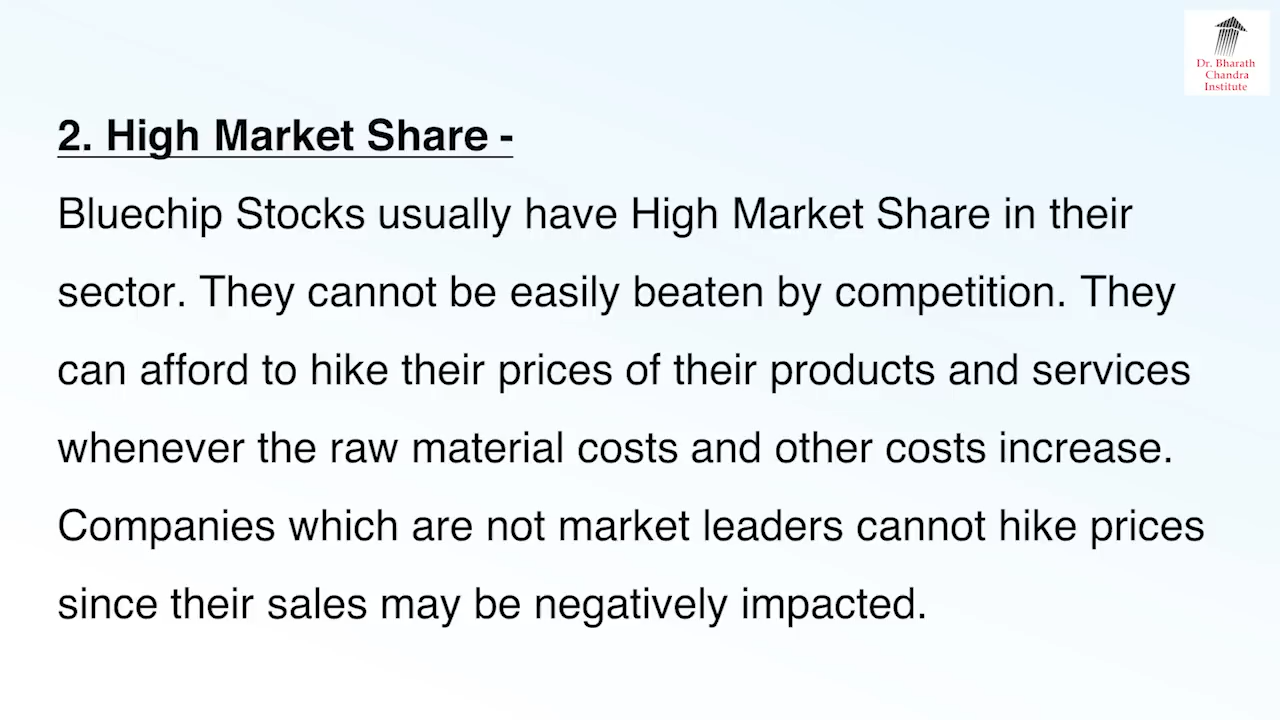 Dr. Bharath
Chandra
Institute
2. High Market Share -
Bluechip Stocks usually have High Market Share in their
sector. They cannot be easily beaten by competition. They
can afford to hike their prices of their products and services
whenever the raw material costs and other costs increase.
Companies which are not market leaders cannot hike prices
since their sales may be negatively impacted.